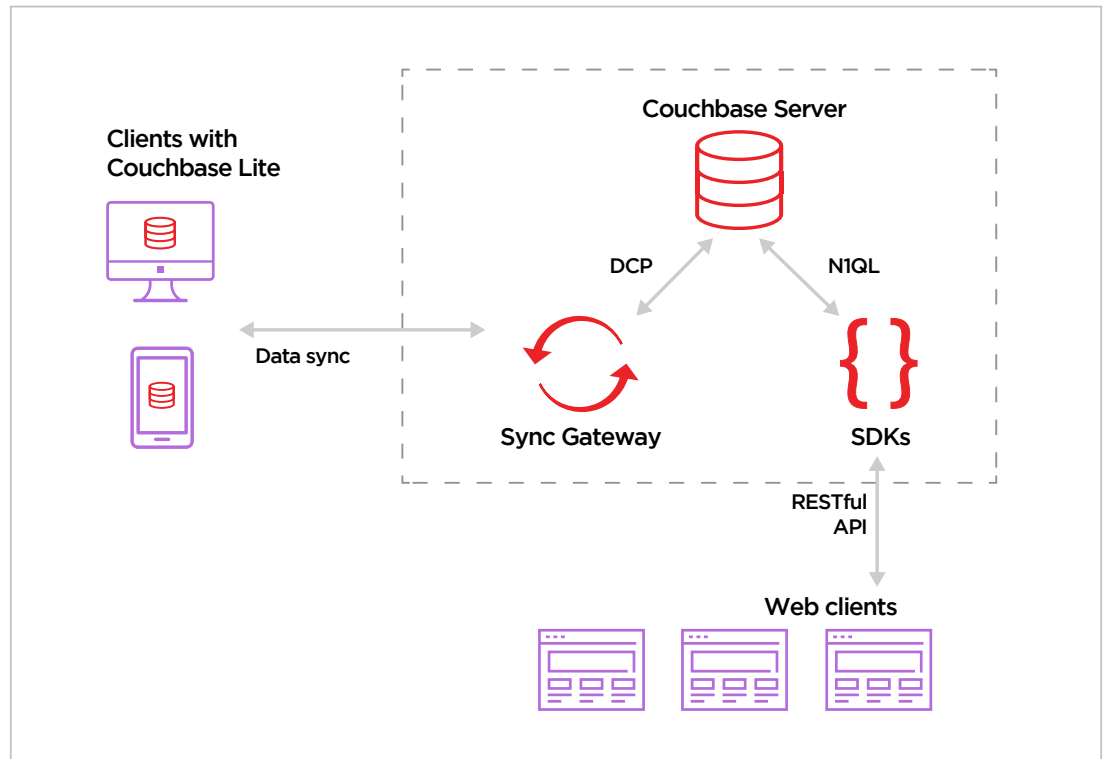 Couchbase Server
Clients with
Couchbase Lite
DCP
N1QL
Data sync
Sync Gateway
SDKs
RESTful
API
Web clients